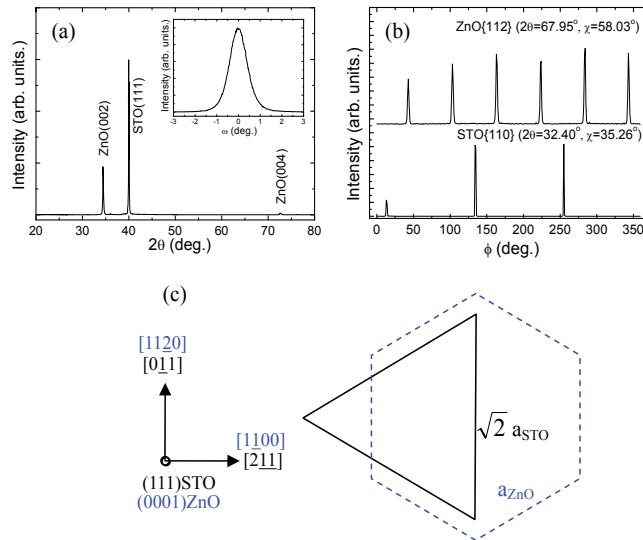 (a)
Intensity (arb. units.)
ZnO(002)
STO(111)
ZnO(004)
20 30 40 50 60 70 80
2θ (deg.)
Intensity (arb. units.)
-3 -2 -1 0 1 2 3
ω (deg.)
(b)
Intensity (arb. units.)
ZnO{112} (2θ=67.95°, χ=58.03°)
STO{110} (2θ=32.40°, χ=35.26°)
0 50 100 150 200 250 300 350
ϕ (deg.)
(c)
[112̲0]
[01̲1]
[11̲00]
[21̲1̲]
(111)STO
(0001)ZnO
√2 aSTO
aZnO